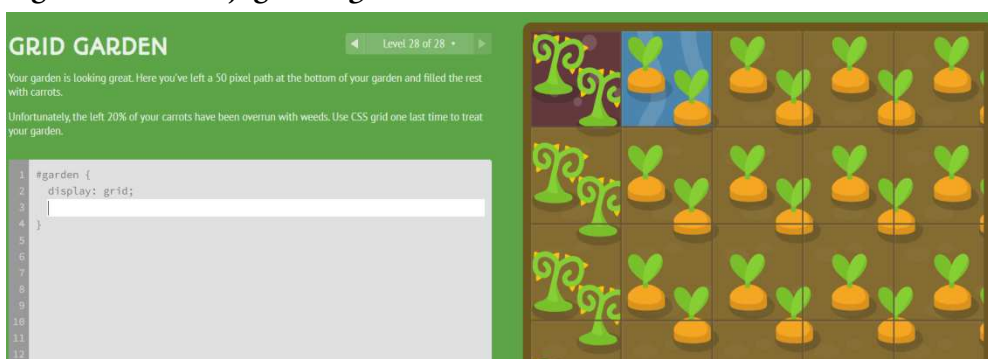 GRID GARDEN
Level 28 of 28
Your garden is looking great. Here you've left a 50 pixel path at the bottom of your garden and filled the rest
with carrots.
Unfortunately, the left 20% of your carrots have been overrun with weeds. Use CSS grid one last time to treat
your garden.
1 #garden {
2 display: grid;
3
4 }
5
6
7
8
9
10
11
12